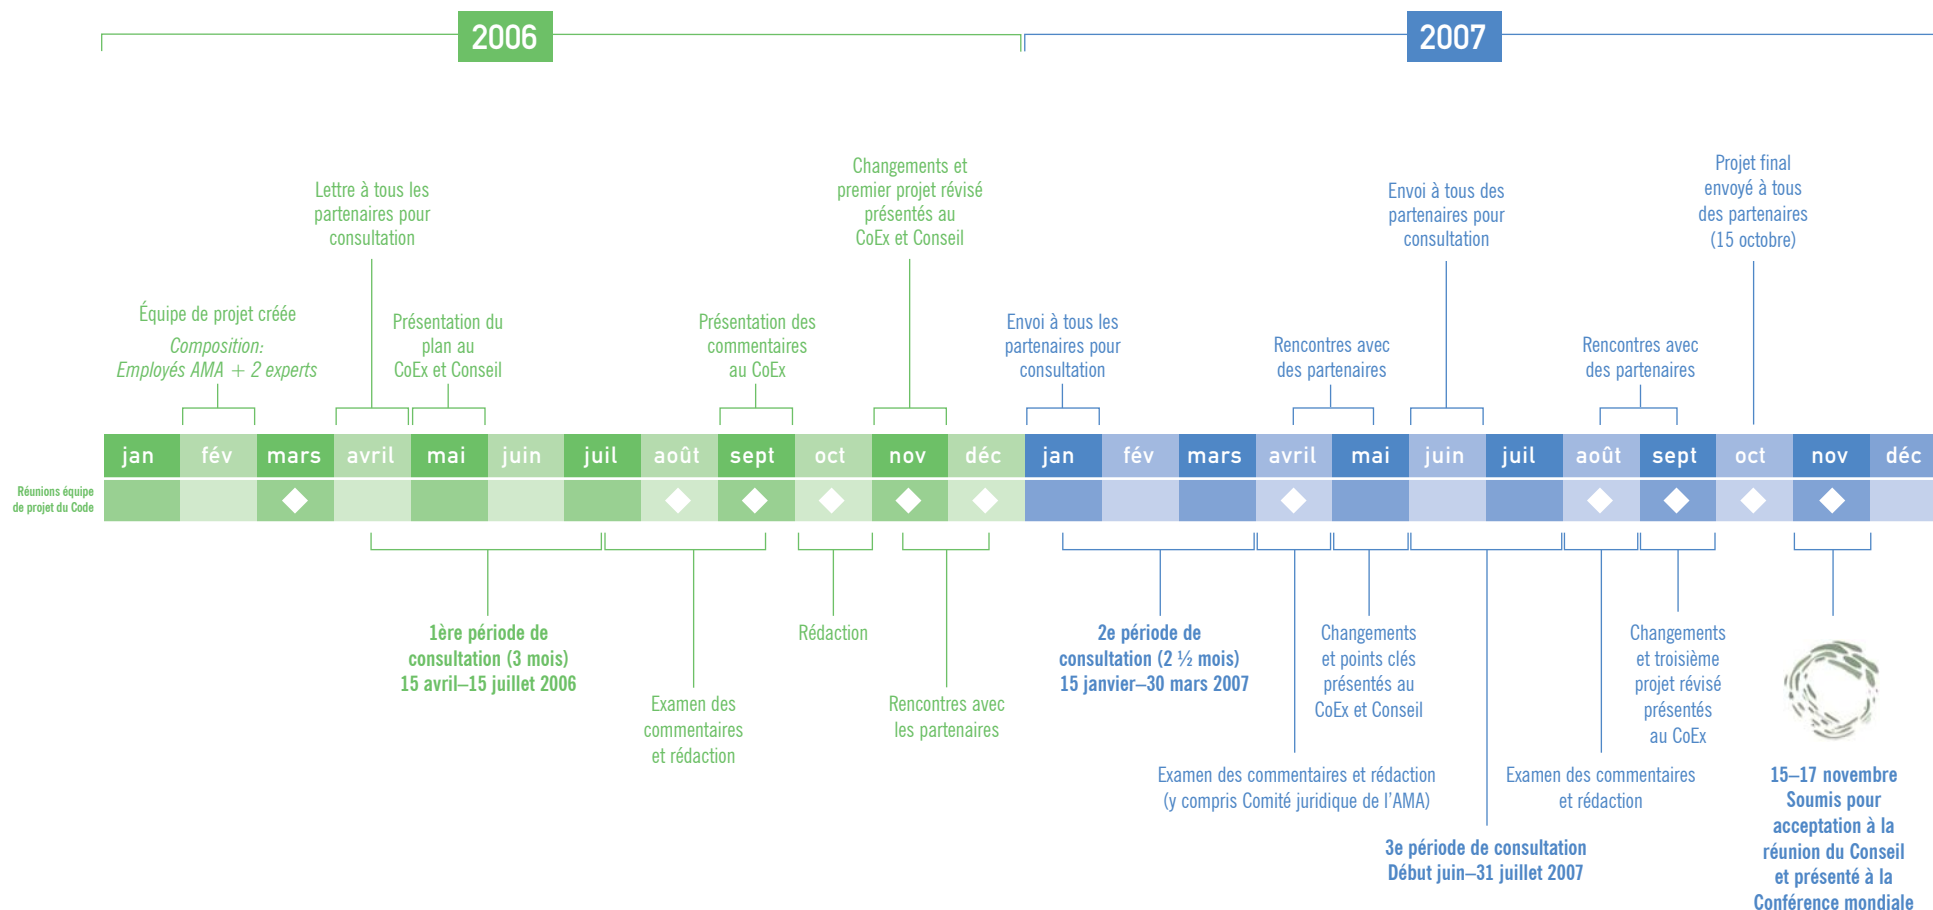 2006
2007
Changements et
premier projet révisé
présentés au
CoEx et Conseil
Projet final
envoyé à tous
des partenaires
(15 octobre)
Lettre à tous les
partenaires pour
consultation
Envoi à tous des
partenaires pour
consultation
Équipe de projet créée
Composition:
Employés AMA + 2 experts
Présentation du
plan au
CoEx et Conseil
Présentation des
commentaires
au CoEx
Envoi à tous les
partenaires pour
consultation
Rencontres avec
des partenaires
Rencontres avec
des partenaires
jan fév mars avril mai juin juil août sept oct nov déc jan fév mars avril mai juin juil août sept oct nov déc
Réunions équipe
de projet du Code
1ère période de
consultation (3 mois)
15 avril–15 juillet 2006
Examen des
commentaires
et rédaction
Rédaction
Rencontres avec
les partenaires
2e période de
consultation (2 ½ mois)
15 janvier–30 mars 2007
Examen des commentaires et rédaction
(y compris Comité juridique de l'AMA)
Changements
et points clés
présentés au
CoEx et Conseil
3e période de consultation
Début juin–31 juillet 2007
Examen des commentaires
et rédaction
Changements
et troisième
projet révisé
présentés
au CoEx
15–17 novembre
Soumis pour
acceptation à la
réunion du Conseil
et présenté à la
Conférence mondiale